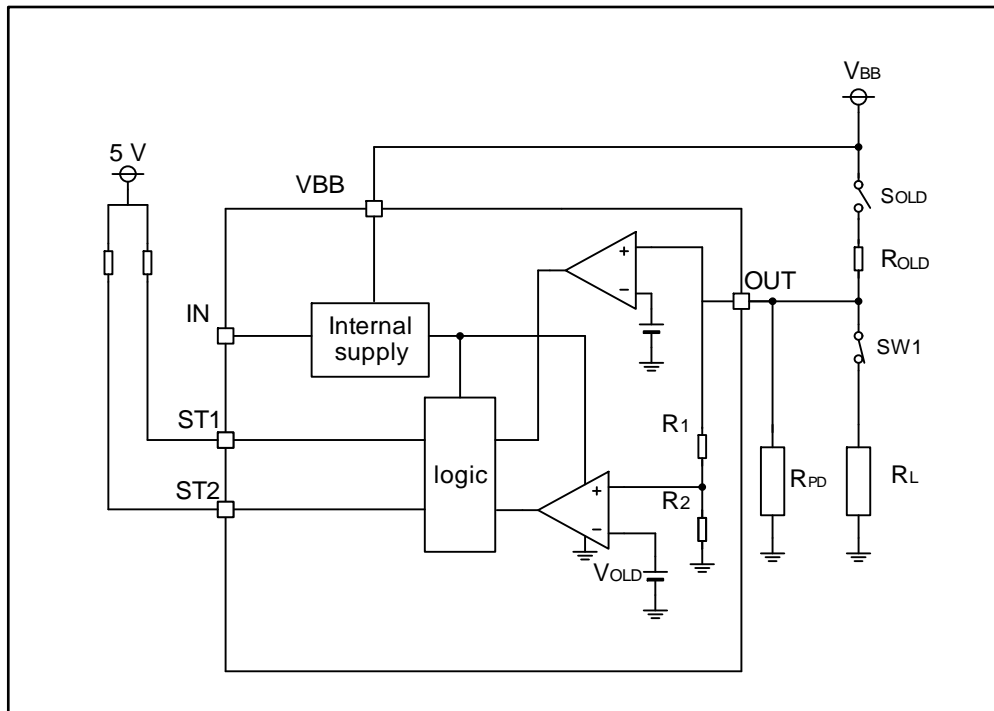 VBB
5 V
VBB
SOLD
ROLD
OUT
IN
Internal
supply
+
−
SW1
ST1
R1
logic
RPD
RL
ST2
+
R2
−
VOLD